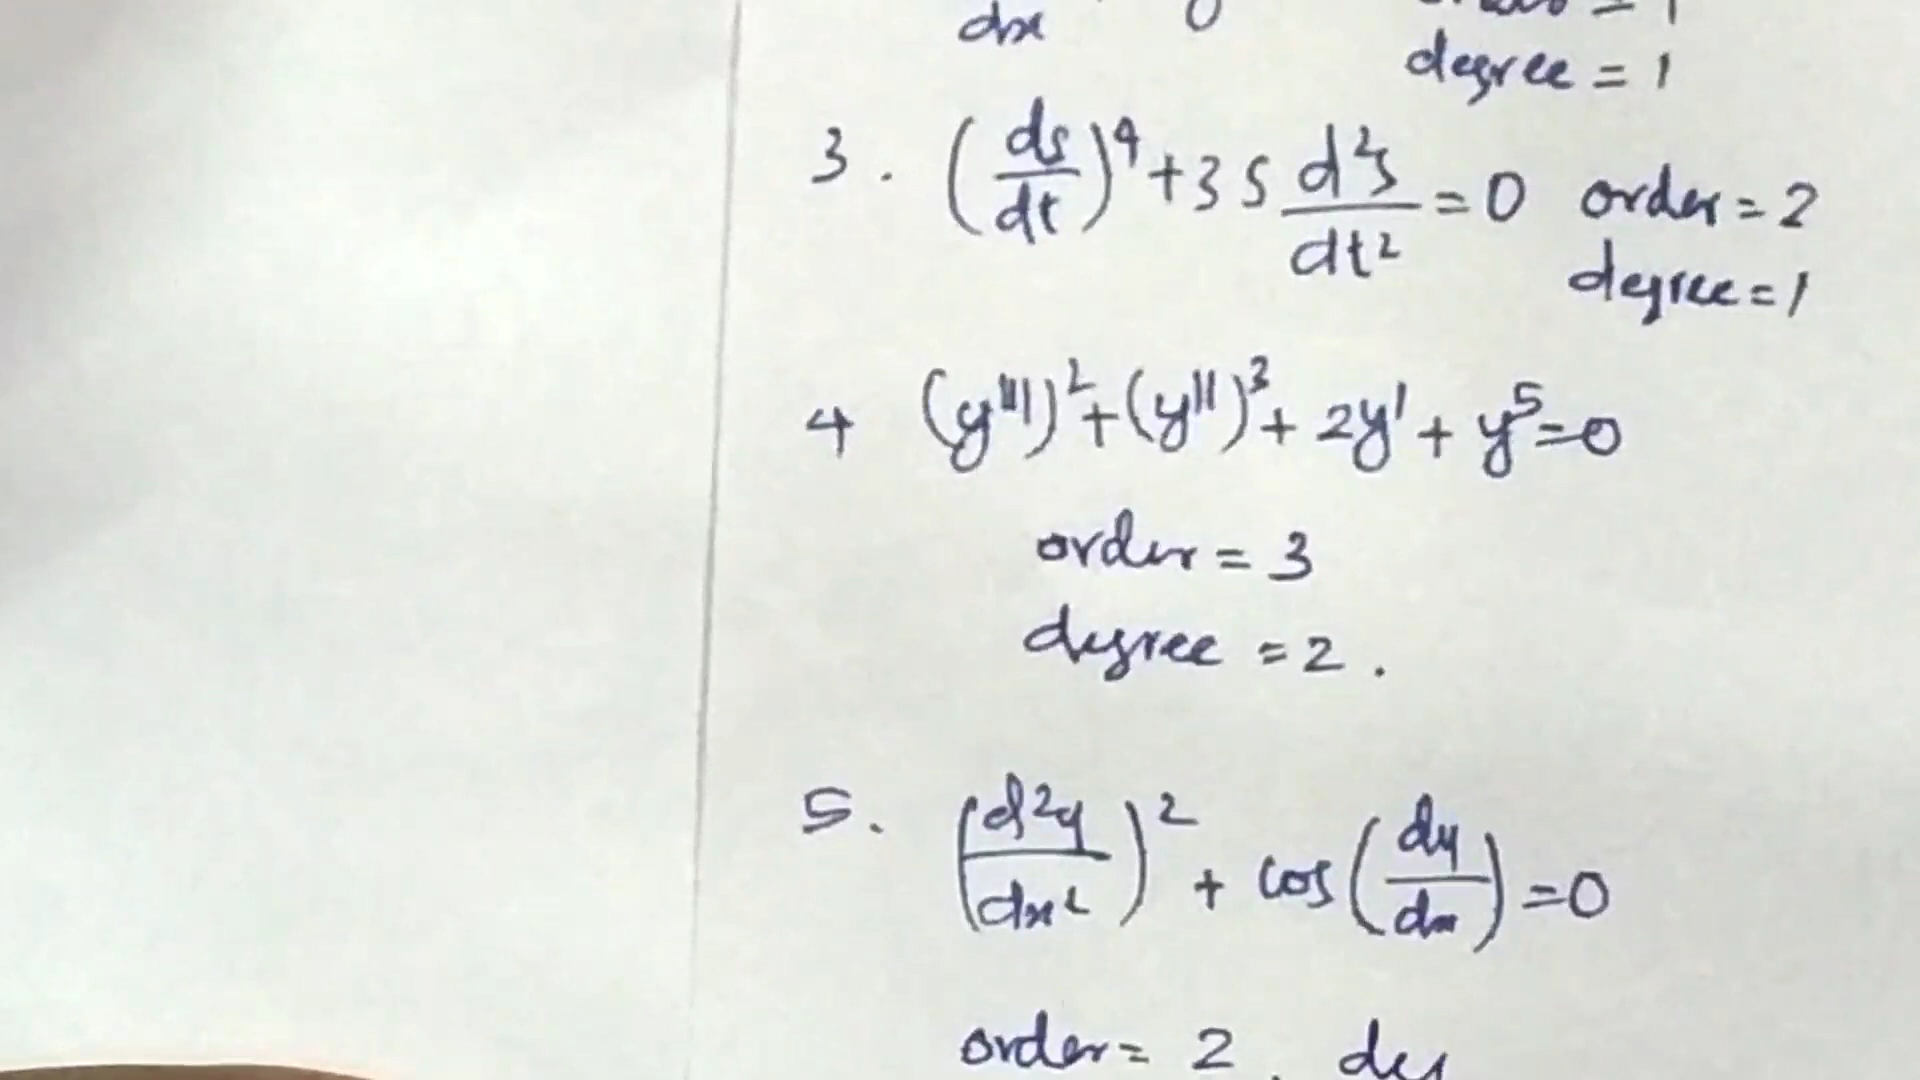 dx
degree = 1
3. (ds/dt)^4 + 3s d²s/dt² = 0 order = 2
degree = 1
4 (y''')² + (y'')³ + 2y' + y⁵ = 0
order = 3
degree = 2.
5. (d²y/dx²)² + cos(dy/dx) = 0
order = 2,